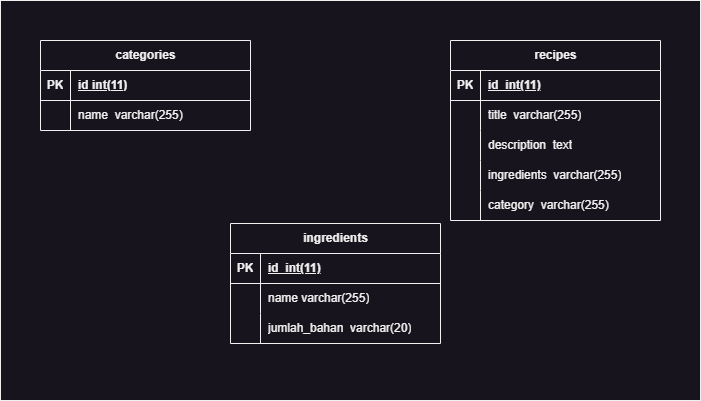 categories
PK id int(11)
name varchar(255)
recipes
PK id int(11)
title varchar(255)
description text
ingredients varchar(255)
category varchar(255)
ingredients
PK id int(11)
name varchar(255)
jumlah_bahan varchar(20)